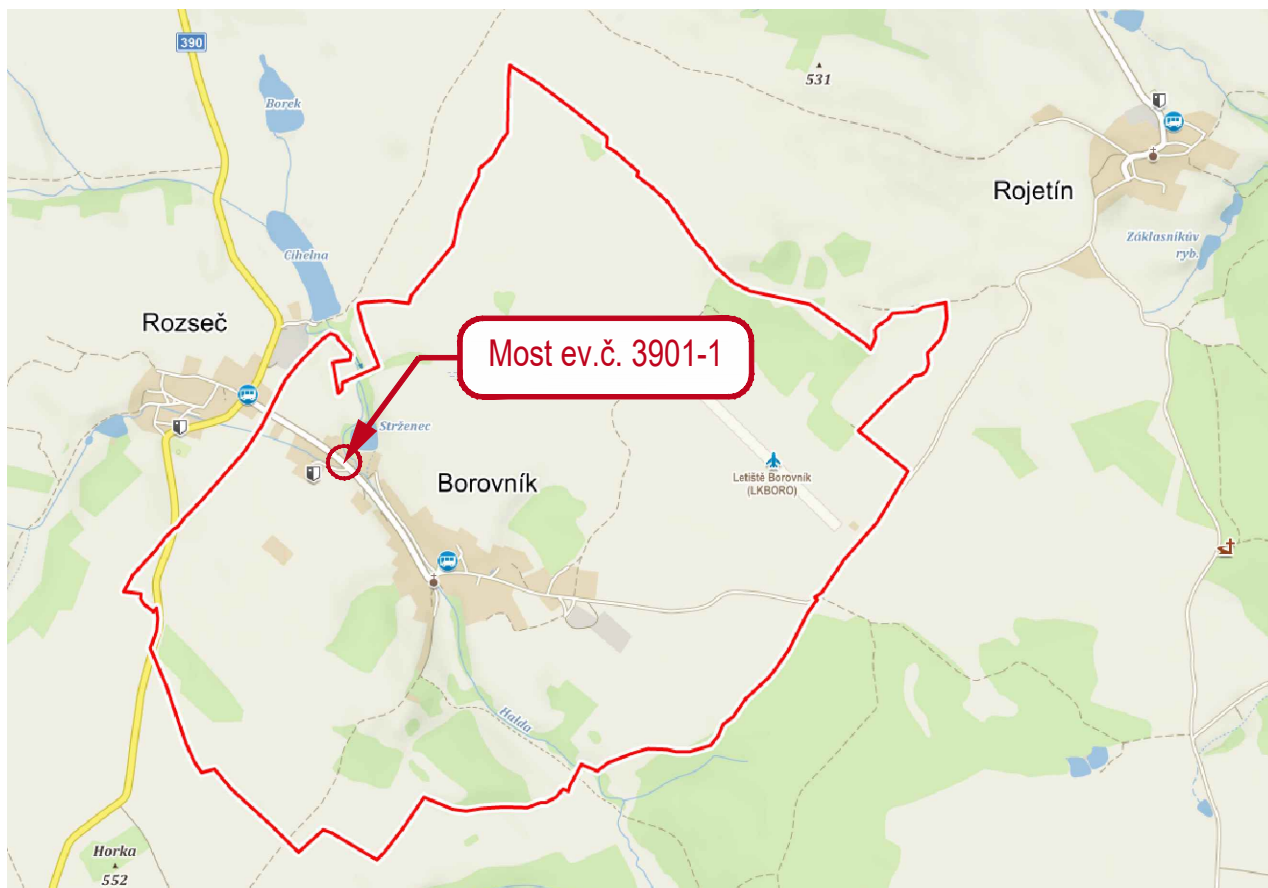 390
Borek
531
Rojetín
Základníkův
ryb.
Cihelna
Rozseč
Most ev.č. 3901-1
Strženec
Borovník
Letiště Borovník
(LKBORO)
Halda
Horka
552